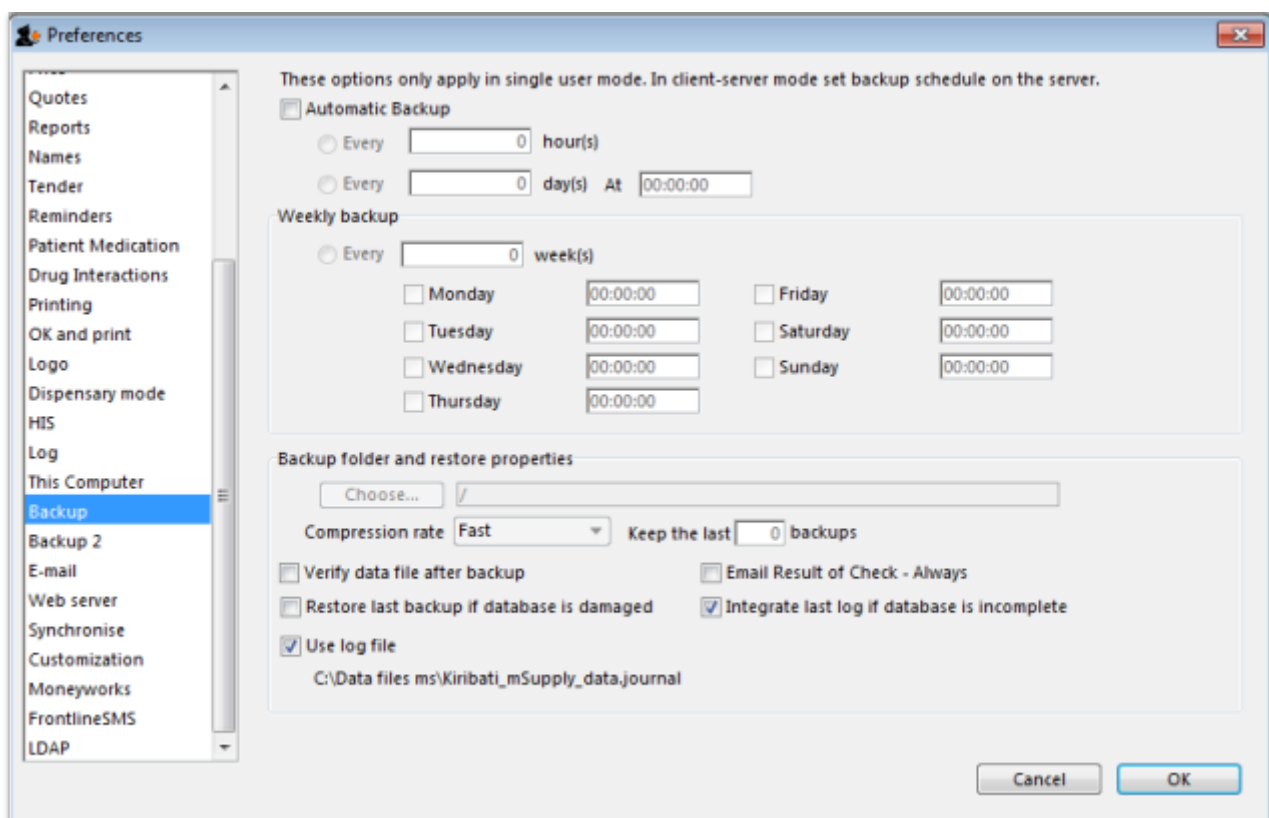 Preferences
Quotes
Reports
Names
Tender
Reminders
Patient Medication
Drug Interactions
Printing
OK and print
Logo
Dispensary mode
HIS
Log
This Computer
Backup
Backup 2
E-mail
Web server
Synchronise
Customization
Moneyworks
FrontlineSMS
LDAP
These options only apply in single user mode. In client-server mode set backup schedule on the server.
Automatic Backup
Every 0 hour(s)
Every 0 day(s) At 00:00:00
Weekly backup
Every 0 week(s)
Monday 00:00:00 Friday 00:00:00
Tuesday 00:00:00 Saturday 00:00:00
Wednesday 00:00:00 Sunday 00:00:00
Thursday 00:00:00
Backup folder and restore properties
Choose... /
Compression rate Fast Keep the last 0 backups
Verify data file after backup Email Result of Check - Always
Restore last backup if database is damaged Integrate last log if database is incomplete
Use log file
C:\Data files ms\Kiribati_mSupply_data.journal
Cancel OK